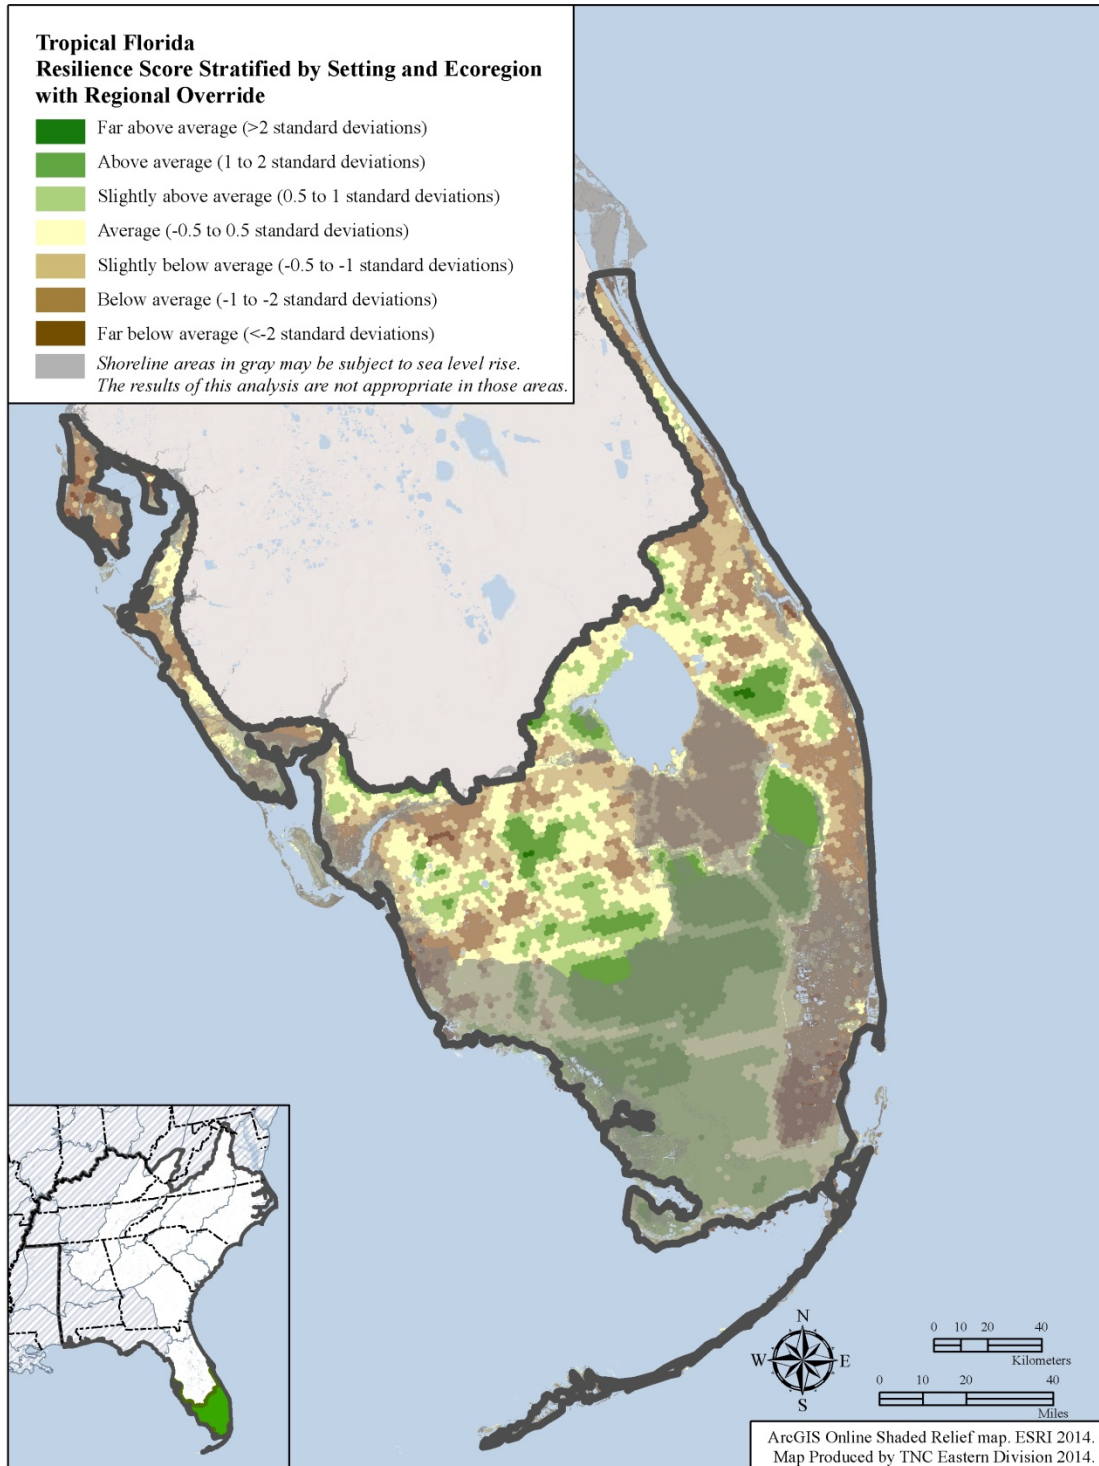 Tropical Florida
Resilience Score Stratified by Setting and Ecoregion
with Regional Override
Far above average (>2 standard deviations)
Above average (1 to 2 standard deviations)
Slightly above average (0.5 to 1 standard deviations)
Average (-0.5 to 0.5 standard deviations)
Slightly below average (-0.5 to -1 standard deviations)
Below average (-1 to -2 standard deviations)
Far below average (<-2 standard deviations)
Shoreline areas in gray may be subject to sea level rise.
The results of this analysis are not appropriate in those areas.
N
W E
S
0 10 20 40
Kilometers
0 10 20 40
Miles
ArcGIS Online Shaded Relief map. ESRI 2014.
Map Produced by TNC Eastern Division 2014.